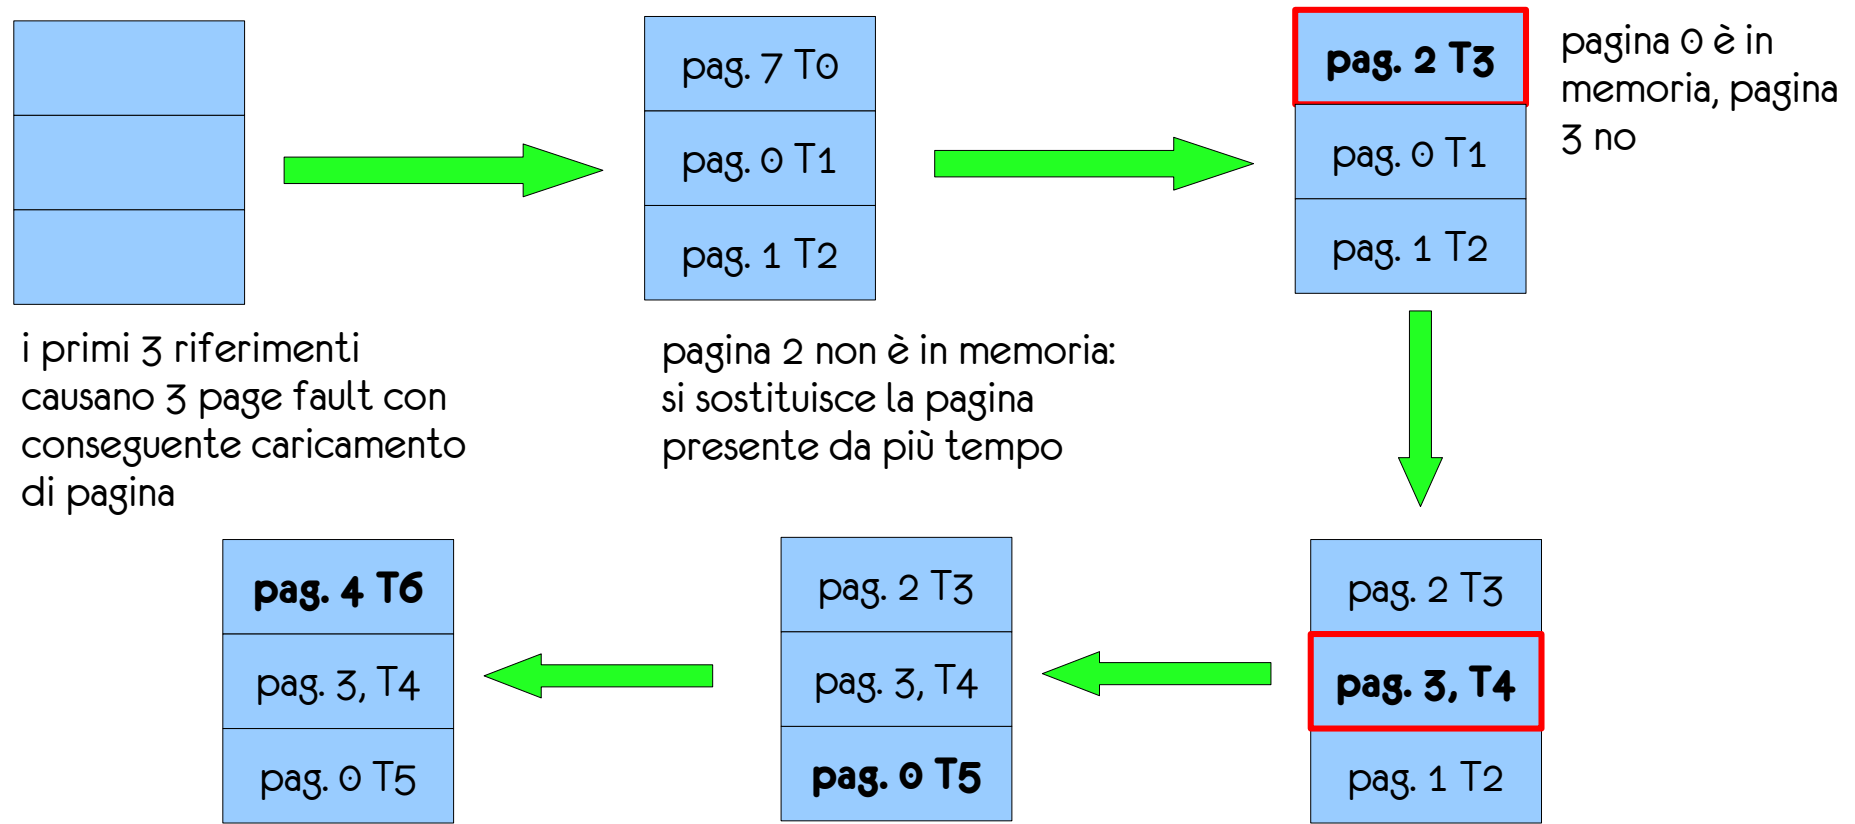 pag. 7 T0
pag. 0 T1
pag. 1 T2
pag. 2 T3
pag. 0 T1
pag. 1 T2
pagina 0 è in
memoria, pagina
3 no
i primi 3 riferimenti
causano 3 page fault con
conseguente caricamento
di pagina
pagina 2 non è in memoria:
si sostituisce la pagina
presente da più tempo
pag. 2 T3
pag. 3, T4
pag. 1 T2
pag. 2 T3
pag. 3, T4
pag. 0 T5
pag. 4 T6
pag. 3, T4
pag. 0 T5